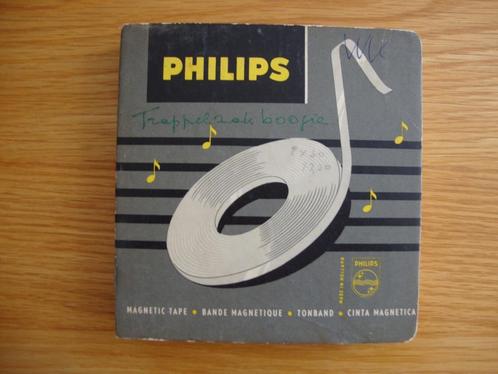 PHILIPS
Trappelzak boogie
PHILIPS
MADE IN HOLLAND
MAGNETIC TAPE • BANDE MAGNETIQUE • TONBAND • CINTA MAGNETICA